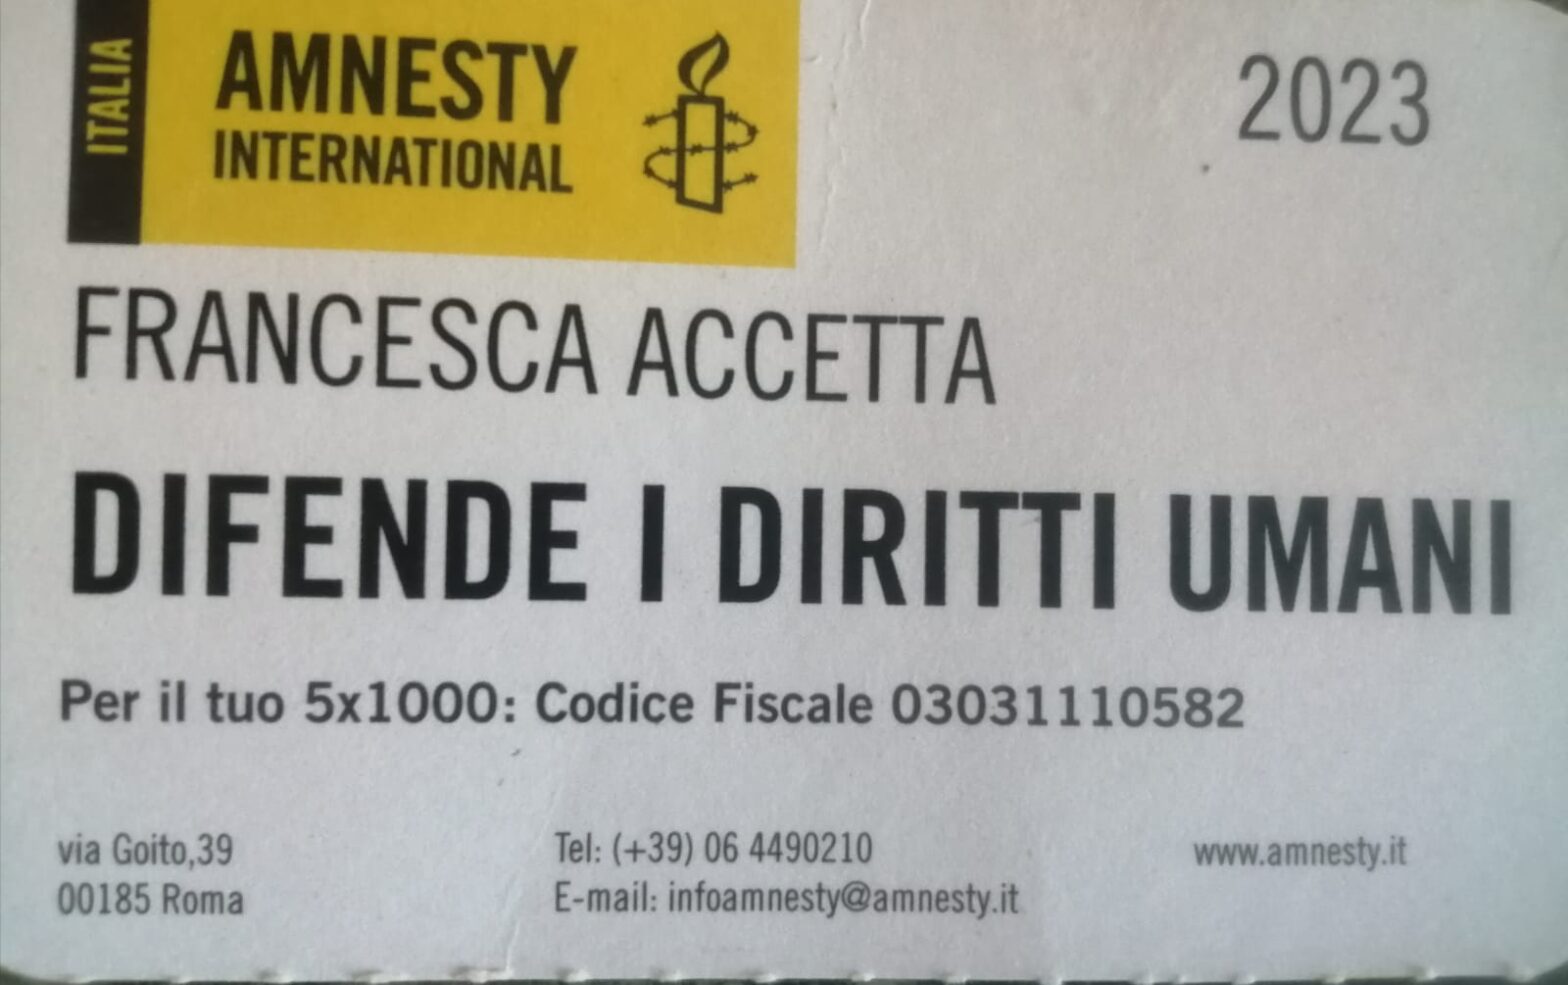 ITALIA
AMNESTY
INTERNATIONAL
2023
FRANCESCA ACCETTA
DIFENDE I DIRITTI UMANI
Per il tuo 5x1000: Codice Fiscale 03031110582
via Goito,39
00185 Roma
Tel: (+39) 06 4490210
E-mail: infoamnesty@amnesty.it
www.amnesty.it